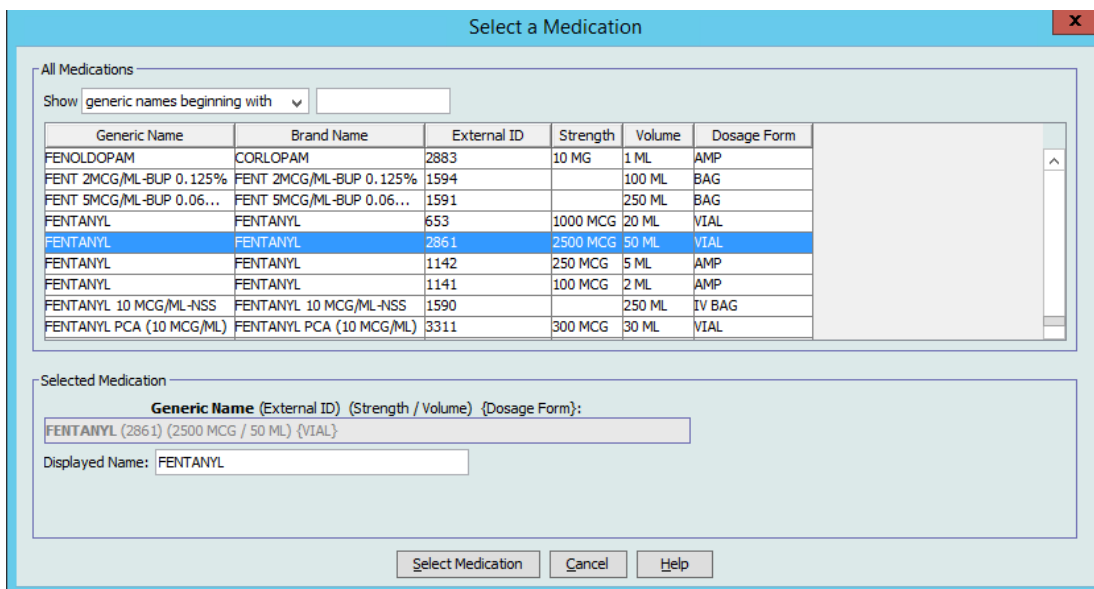 Select a Medication
x
All Medications
Show generic names beginning with
Generic Name Brand Name External ID Strength Volume Dosage Form
FENOLDOPAM CORLOPAM 2883 10 MG 1 ML AMP
FENT 2MCG/ML-BUP 0.125% FENT 2MCG/ML-BUP 0.125% 1594 100 ML BAG
FENT 5MCG/ML-BUP 0.06... FENT 5MCG/ML-BUP 0.06... 1591 250 ML BAG
FENTANYL FENTANYL 653 1000 MCG 20 ML VIAL
FENTANYL FENTANYL 2861 2500 MCG 50 ML VIAL
FENTANYL FENTANYL 1142 250 MCG 5 ML AMP
FENTANYL FENTANYL 1141 100 MCG 2 ML AMP
FENTANYL 10 MCG/ML-NSS FENTANYL 10 MCG/ML-NSS 1590 250 ML IV BAG
FENTANYL PCA (10 MCG/ML) FENTANYL PCA (10 MCG/ML) 3311 300 MCG 30 ML VIAL
Selected Medication
Generic Name (External ID) (Strength / Volume) {Dosage Form}:
FENTANYL (2861) (2500 MCG / 50 ML) {VIAL}
Displayed Name: FENTANYL
Select Medication Cancel Help